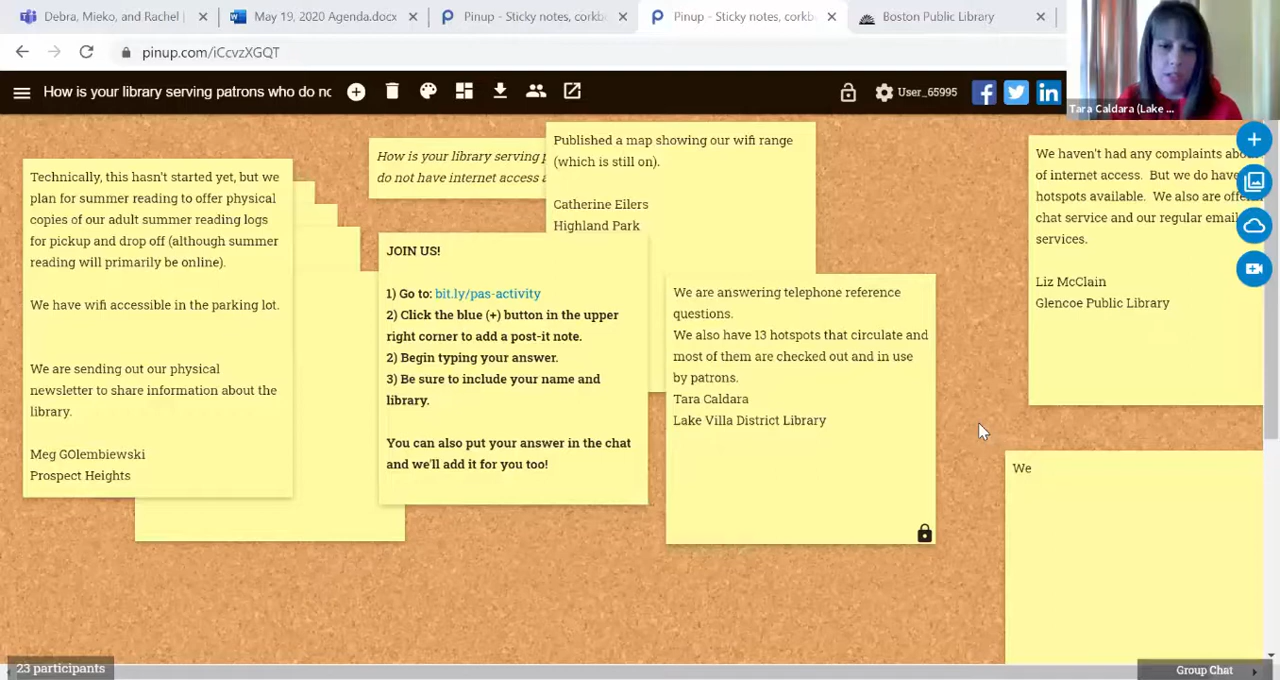 Debra, Mieko, and Rachel |
May 19, 2020 Agenda.docx
Pinup - Sticky notes, corkb
Pinup - Sticky notes, corkb
Boston Public Library
pinup.com/iCcvzXGQT
How is your library serving patrons who do no
User_65995
Tara Caldara (Lake ...
Technically, this hasn't started yet, but we
plan for summer reading to offer physical
copies of our adult summer reading logs
for pickup and drop off (although summer
reading will primarily be online).
We have wifi accessible in the parking lot.
We are sending out our physical
newsletter to share information about the
library.
Meg GOlembiewski
Prospect Heights
How is your library serving p
do not have internet access a
Published a map showing our wifi range
(which is still on).
Catherine Eilers
Highland Park
JOIN US!
1) Go to: bit.ly/pas-activity
2) Click the blue (+) button in the upper
right corner to add a post-it note.
2) Begin typing your answer.
3) Be sure to include your name and
library.
You can also put your answer in the chat
and we'll add it for you too!
We are answering telephone reference
questions.
We also have 13 hotspots that circulate and
most of them are checked out and in use
by patrons.
Tara Caldara
Lake Villa District Library
We haven't had any complaints abou
of internet access. But we do have
hotspots available. We also are offe
chat service and our regular email
services.
Liz McClain
Glencoe Public Library
We
23 participants
Group Chat